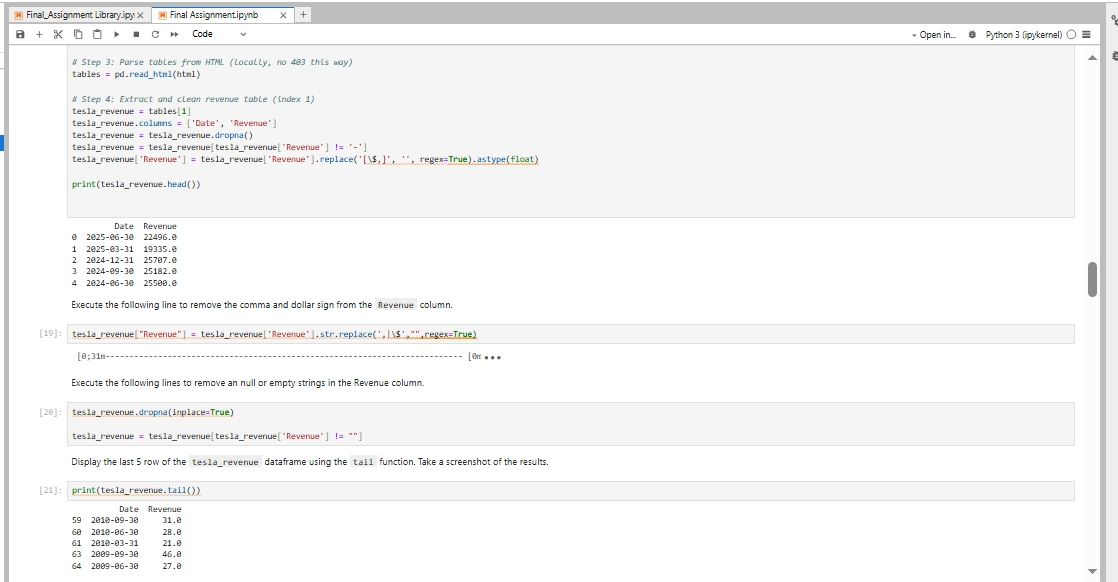 Final_Assignment Library.ipy
Final Assignment.ipynb
Code
Open in...
Python 3 (ipykernel)
# Step 3: Parse tables from HTML (locally, no 403 this way)
tables = pd.read_html(html)
# Step 4: Extract and clean revenue table (index 1)
tesla_revenue = tables[1]
tesla_revenue.columns = ['Date', 'Revenue']
tesla_revenue = tesla_revenue.dropna()
tesla_revenue = tesla_revenue[tesla_revenue['Revenue'] != '-']
tesla_revenue['Revenue'] = tesla_revenue['Revenue'].replace('[\$,]', '', regex=True).astype(float)
print(tesla_revenue.head())
Date Revenue
0 2025-06-30 22496.0
1 2025-03-31 19335.0
2 2024-12-31 25707.0
3 2024-09-30 25182.0
4 2024-06-30 25500.0
Execute the following line to remove the comma and dollar sign from the Revenue column.
[19]: tesla_revenue["Revenue"] = tesla_revenue['Revenue'].str.replace(',|\$',"",regex=True)
[0;31m--------------------------------------------------------------------------- [0m •••
Execute the following lines to remove an null or empty strings in the Revenue column.
[20]: tesla_revenue.dropna(inplace=True)
tesla_revenue = tesla_revenue[tesla_revenue['Revenue'] != ""]
Display the last 5 row of the tesla_revenue dataframe using the tail function. Take a screenshot of the results.
[21]: print(tesla_revenue.tail())
Date Revenue
59 2010-09-30 31.0
60 2010-06-30 28.0
61 2010-03-31 21.0
63 2009-09-30 46.0
64 2009-06-30 27.0